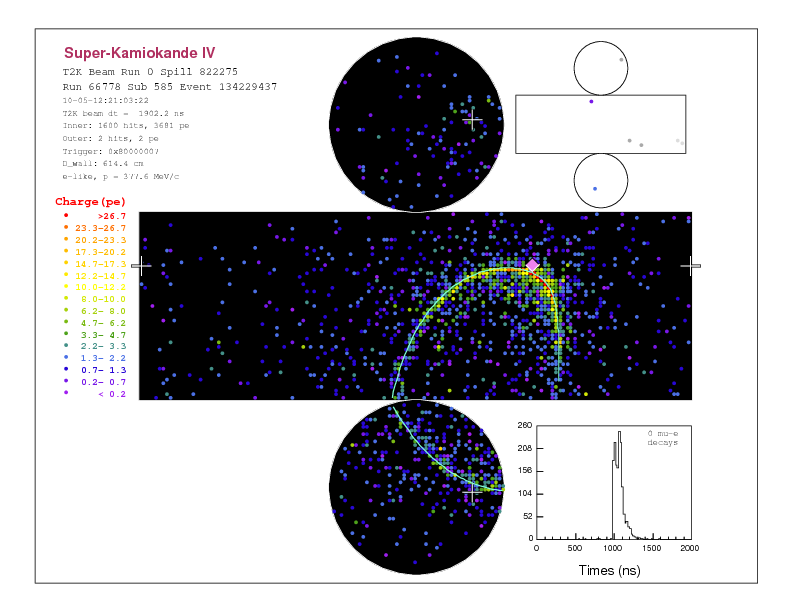 Super-Kamiokande IV
T2K Beam Run 0 Spill 822275
Run 66778 Sub 585 Event 134229437
10-05-12:21:03:22
T2K beam dt = 1902.2 ns
Inner: 1600 hits, 3681 pe
Outer: 2 hits, 2 pe
Trigger: 0x80000007
D_wall: 614.4 cm
e-like, p = 377.6 MeV/c
Charge(pe)
>26.7
23.3-26.7
20.2-23.3
17.3-20.2
14.7-17.3
12.2-14.7
10.0-12.2
8.0-10.0
6.2- 8.0
4.7- 6.2
3.3- 4.7
2.2- 3.3
1.3- 2.2
0.7- 1.3
0.2- 0.7
< 0.2
0 mu-e
decays
260
208
156
104
52
0
0 500 1000 1500 2000
Times (ns)